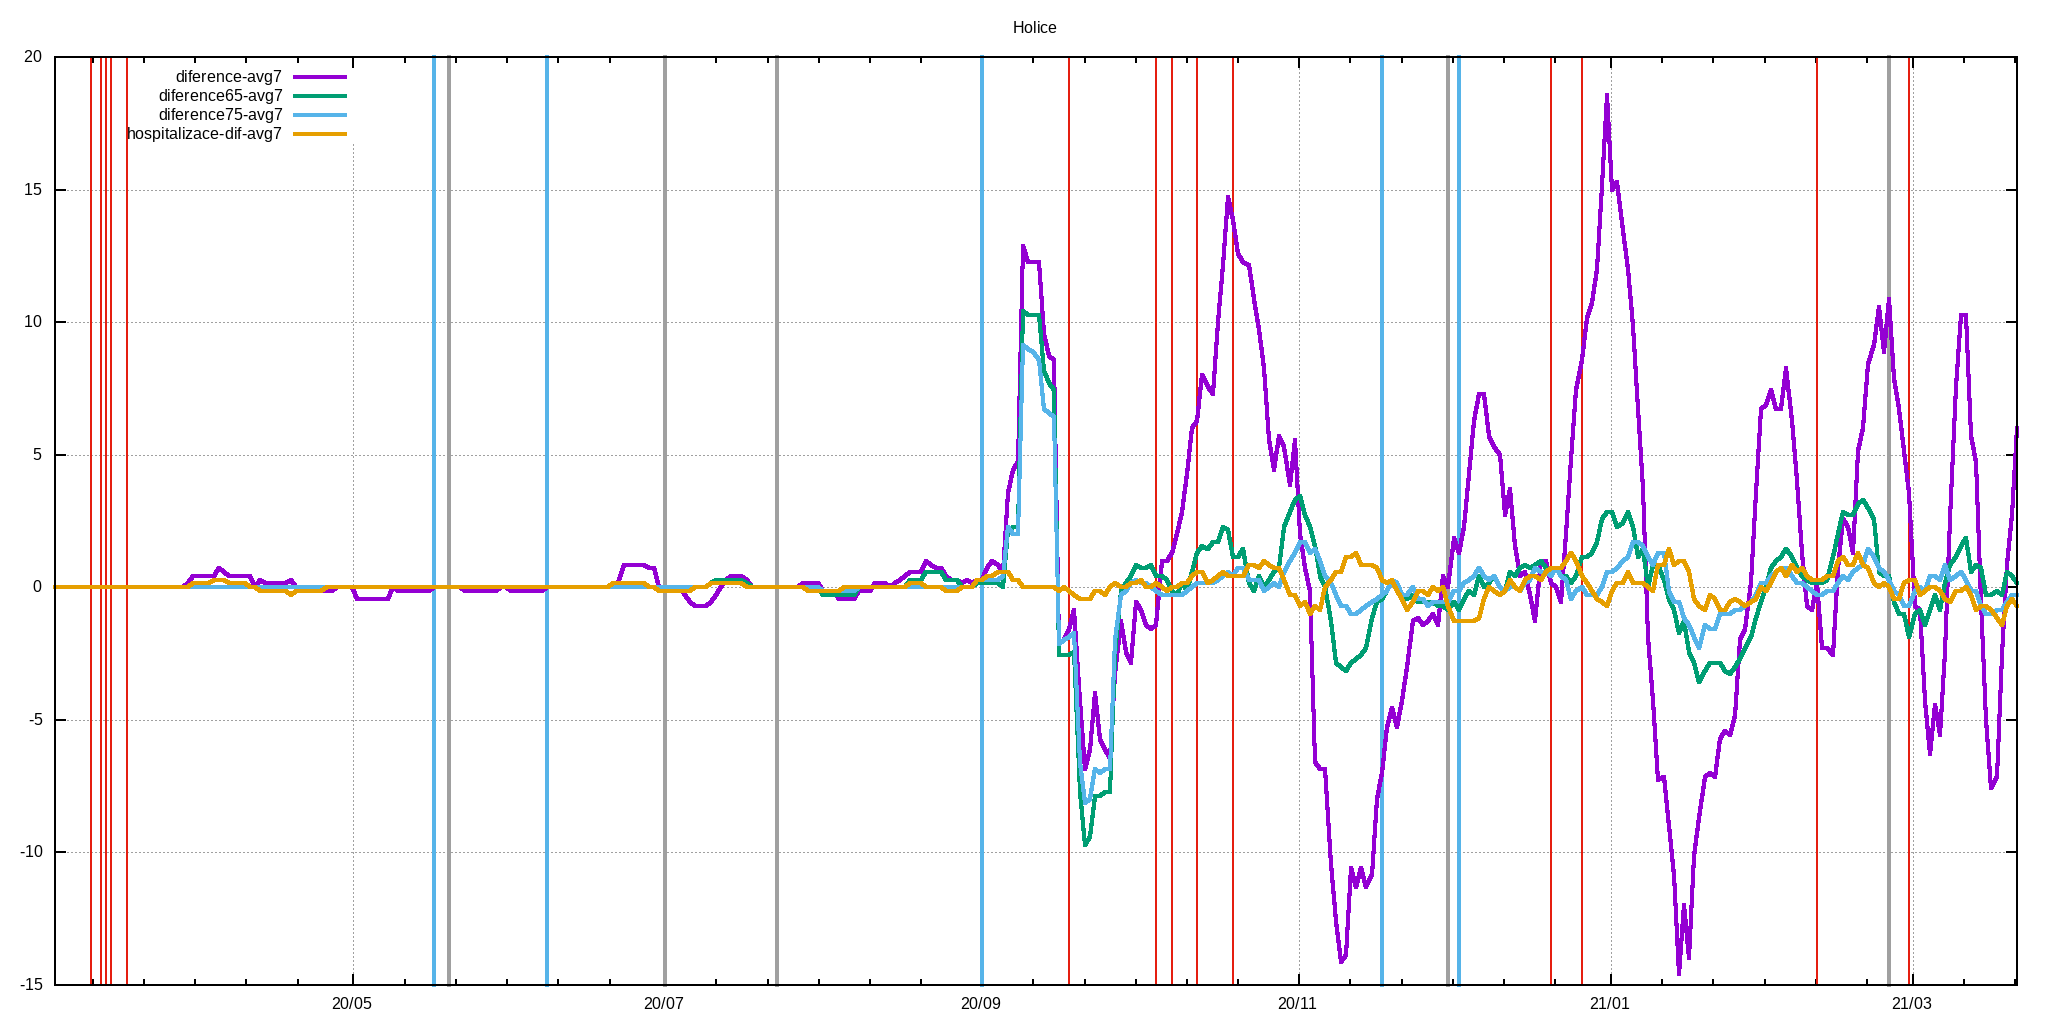 Holice
20
diference-avg7
diference65-avg7
diference75-avg7
hospitalizace-dif-avg7
15
10
5
0
-5
-10
-15
20/05 20/07 20/09 20/11 21/01 21/03